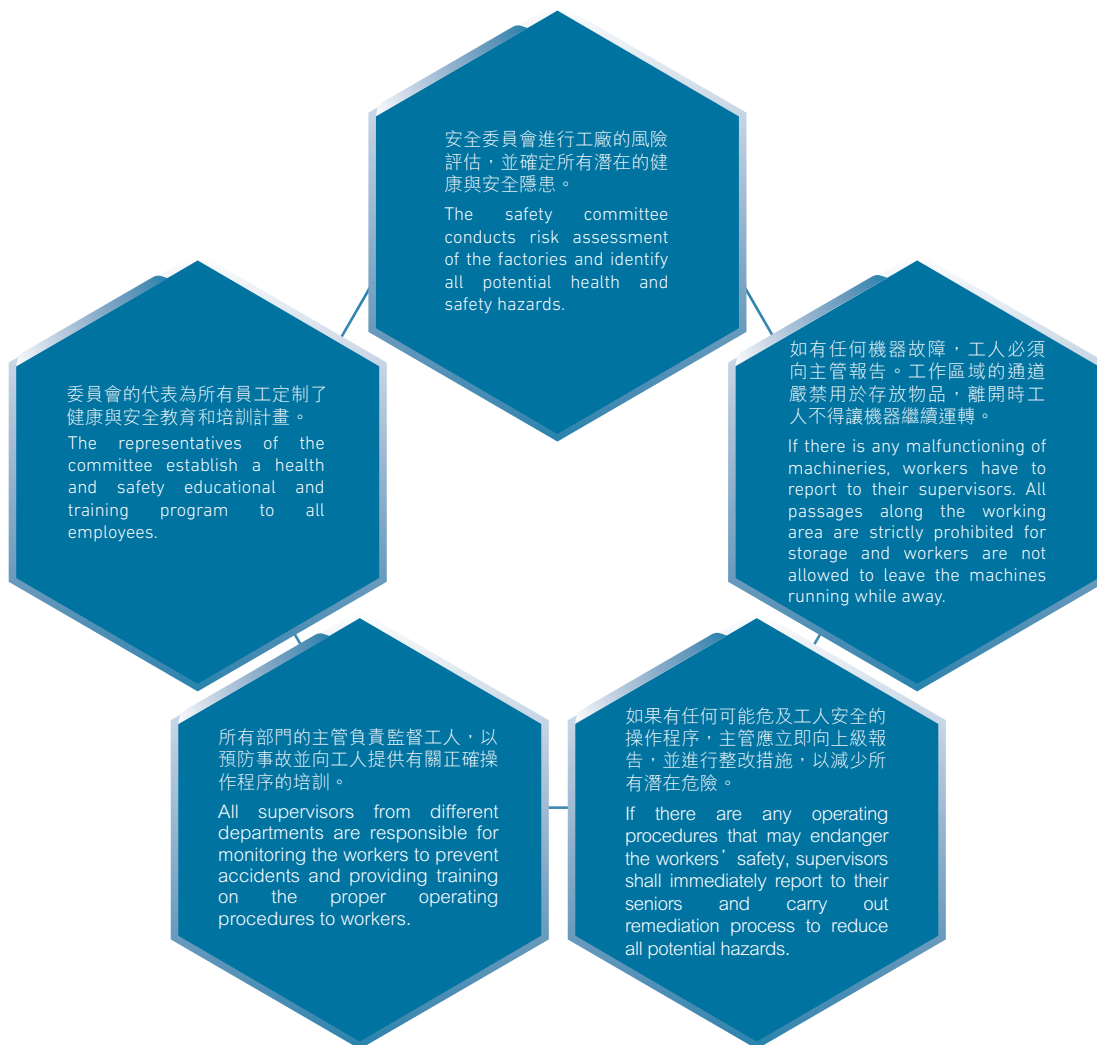 安全委員會進行工廠的風險
評估，並確定所有潛在的健
康與安全隱患。
The safety committee
conducts risk assessment
of the factories and identify
all potential health and
safety hazards.
委員會的代表為所有員工定制了
健康與安全教育和培訓計畫。
The representatives of the
committee establish a health
and safety educational and
training program to all
employees.
如有任何機器故障，工人必須
向主管報告。工作區域的通道
嚴禁用於存放物品，離開時工
人不得讓機器繼續運轉。
If there is any malfunctioning of
machineries, workers have to
report to their supervisors. All
passages along the working
area are strictly prohibited for
storage and workers are not
allowed to leave the machines
running while away.
所有部門的主管負責監督工人，以
預防事故並向工人提供有關正確操
作程序的培訓。
All supervisors from different
departments are responsible for
monitoring the workers to prevent
accidents and providing training
on the proper operating
procedures to workers.
如果有任何可能危及工人安全的
操作程序，主管應立即向上級報
告，並進行整改措施，以減少所
有潛在危險。
If there are any operating
procedures that may endanger
the workers’ safety, supervisors
shall immediately report to their
seniors and carry out
remediation process to reduce
all potential hazards.